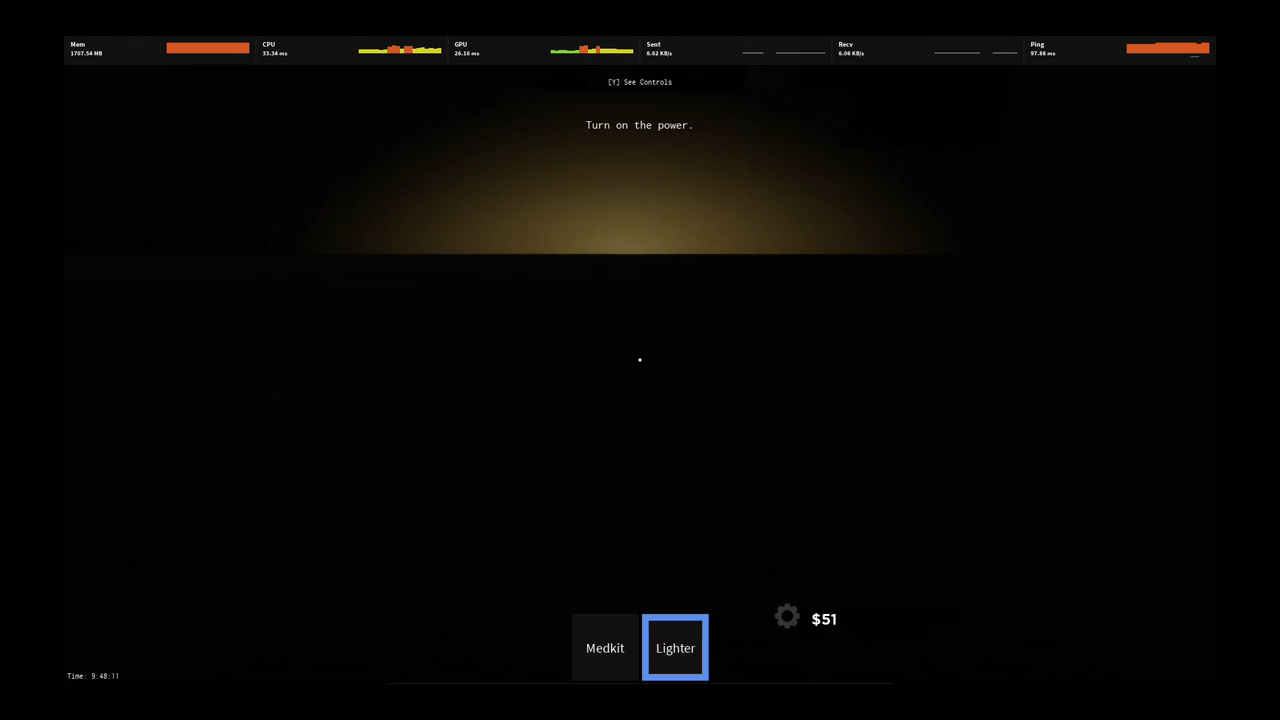 Mem
1707.54 MB
CPU
33.34 ms
GPU
26.16 ms
Sent
6.62 KB/s
Recv
6.06 KB/s
Ping
97.88 ms
[Y] See Controls
Turn on the power.
$51
Medkit
Lighter
Time: 9:48:11